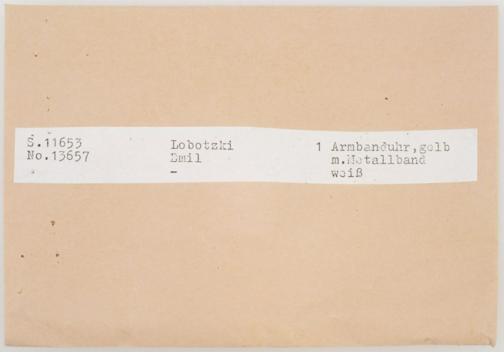 S.11653 Lobotzki 1 Armbanduhr,gelb
No.13657 Emil m.Metallband
- weiß